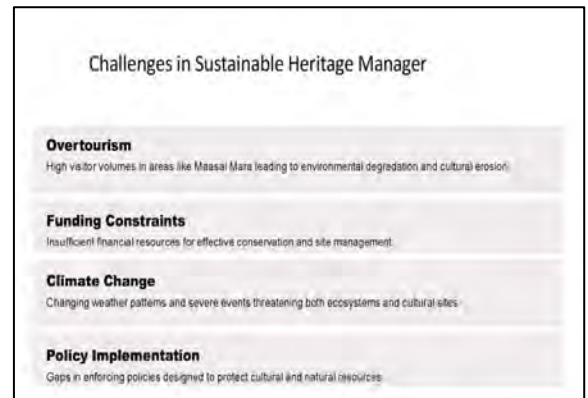 Challenges in Sustainable Heritage Manager
Overtourism
High visitor volumes in areas like Maasai Mara leading to environmental degradation and cultural erosion.
Funding Constraints
Insufficient financial resources for effective conservation and site management.
Climate Change
Changing weather patterns and severe events threatening both ecosystems and cultural sites.
Policy Implementation
Gaps in enforcing policies designed to protect cultural and natural resources.